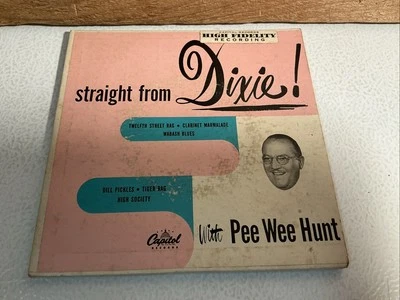 HIGH FIDELITY
RECORDING
straight from Dixie!
TWELFTH STREET RAG • CLARINET MARMALADE
WABASH BLUES
DILL PICKLES • TIGER RAG
HIGH SOCIETY
Capitol
RECORDS
With Pee Wee Hunt